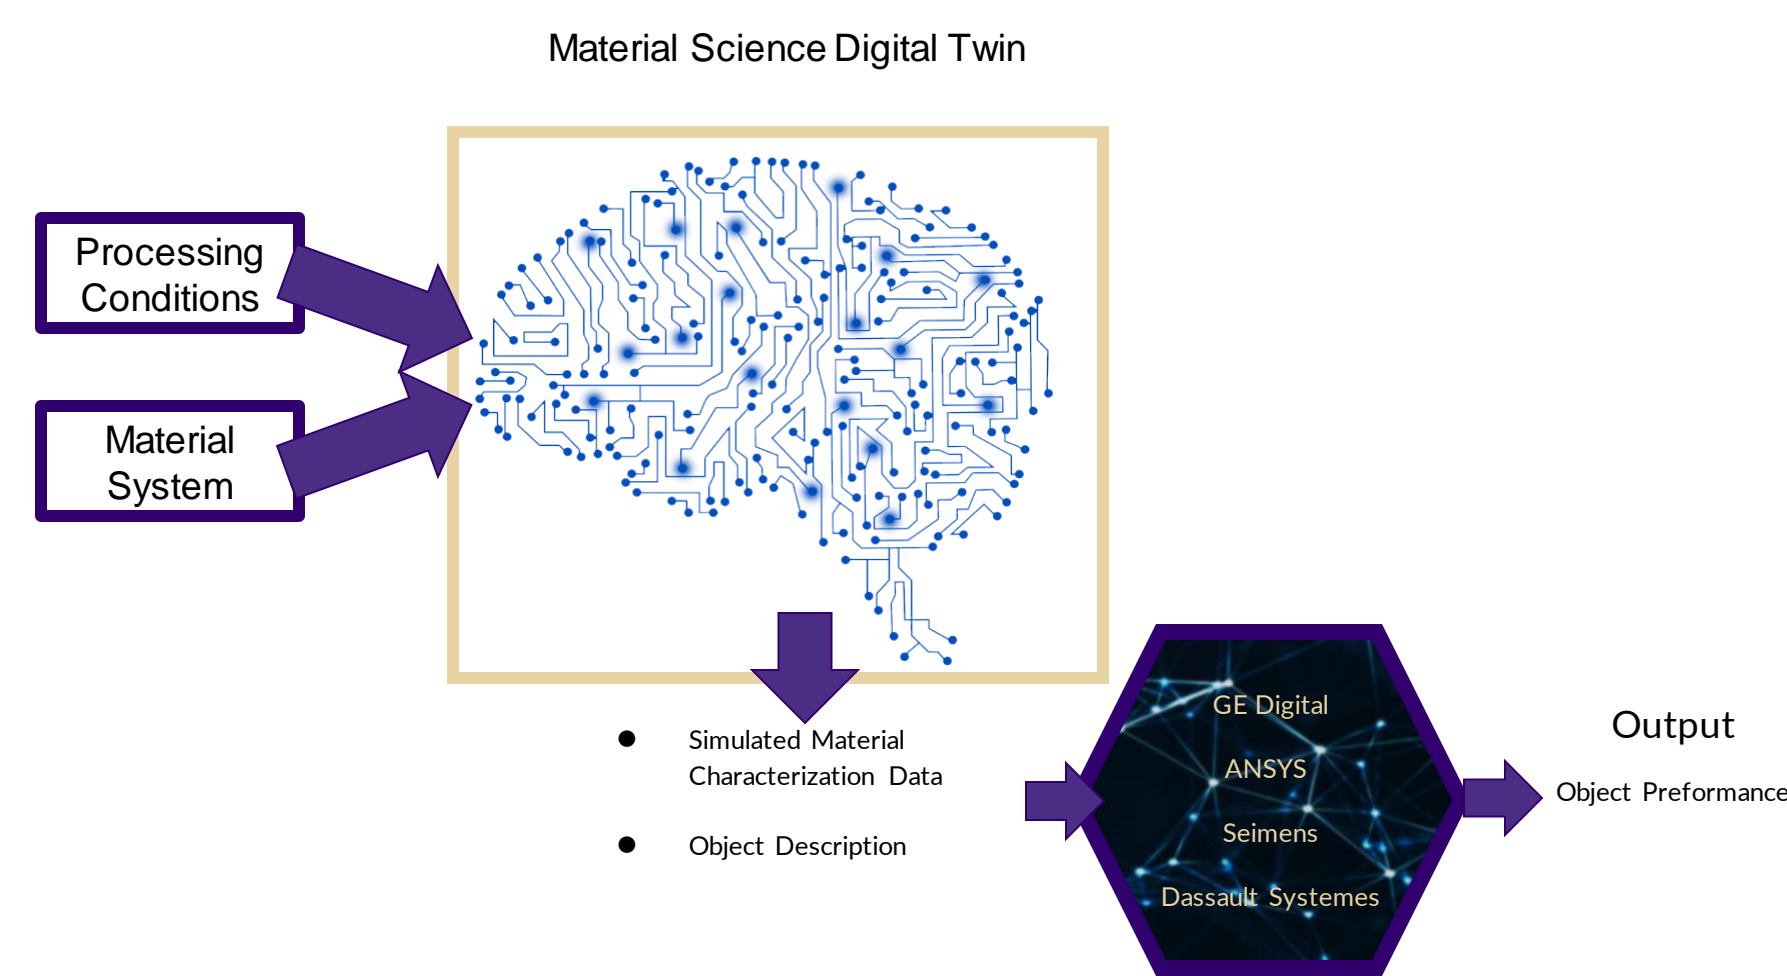 Material Science Digital Twin
Processing
Conditions
Material
System
● Simulated Material
Characterization Data
● Object Description
GE Digital
ANSYS
Seimens
Dassault Systemes
Output
Object Preformance